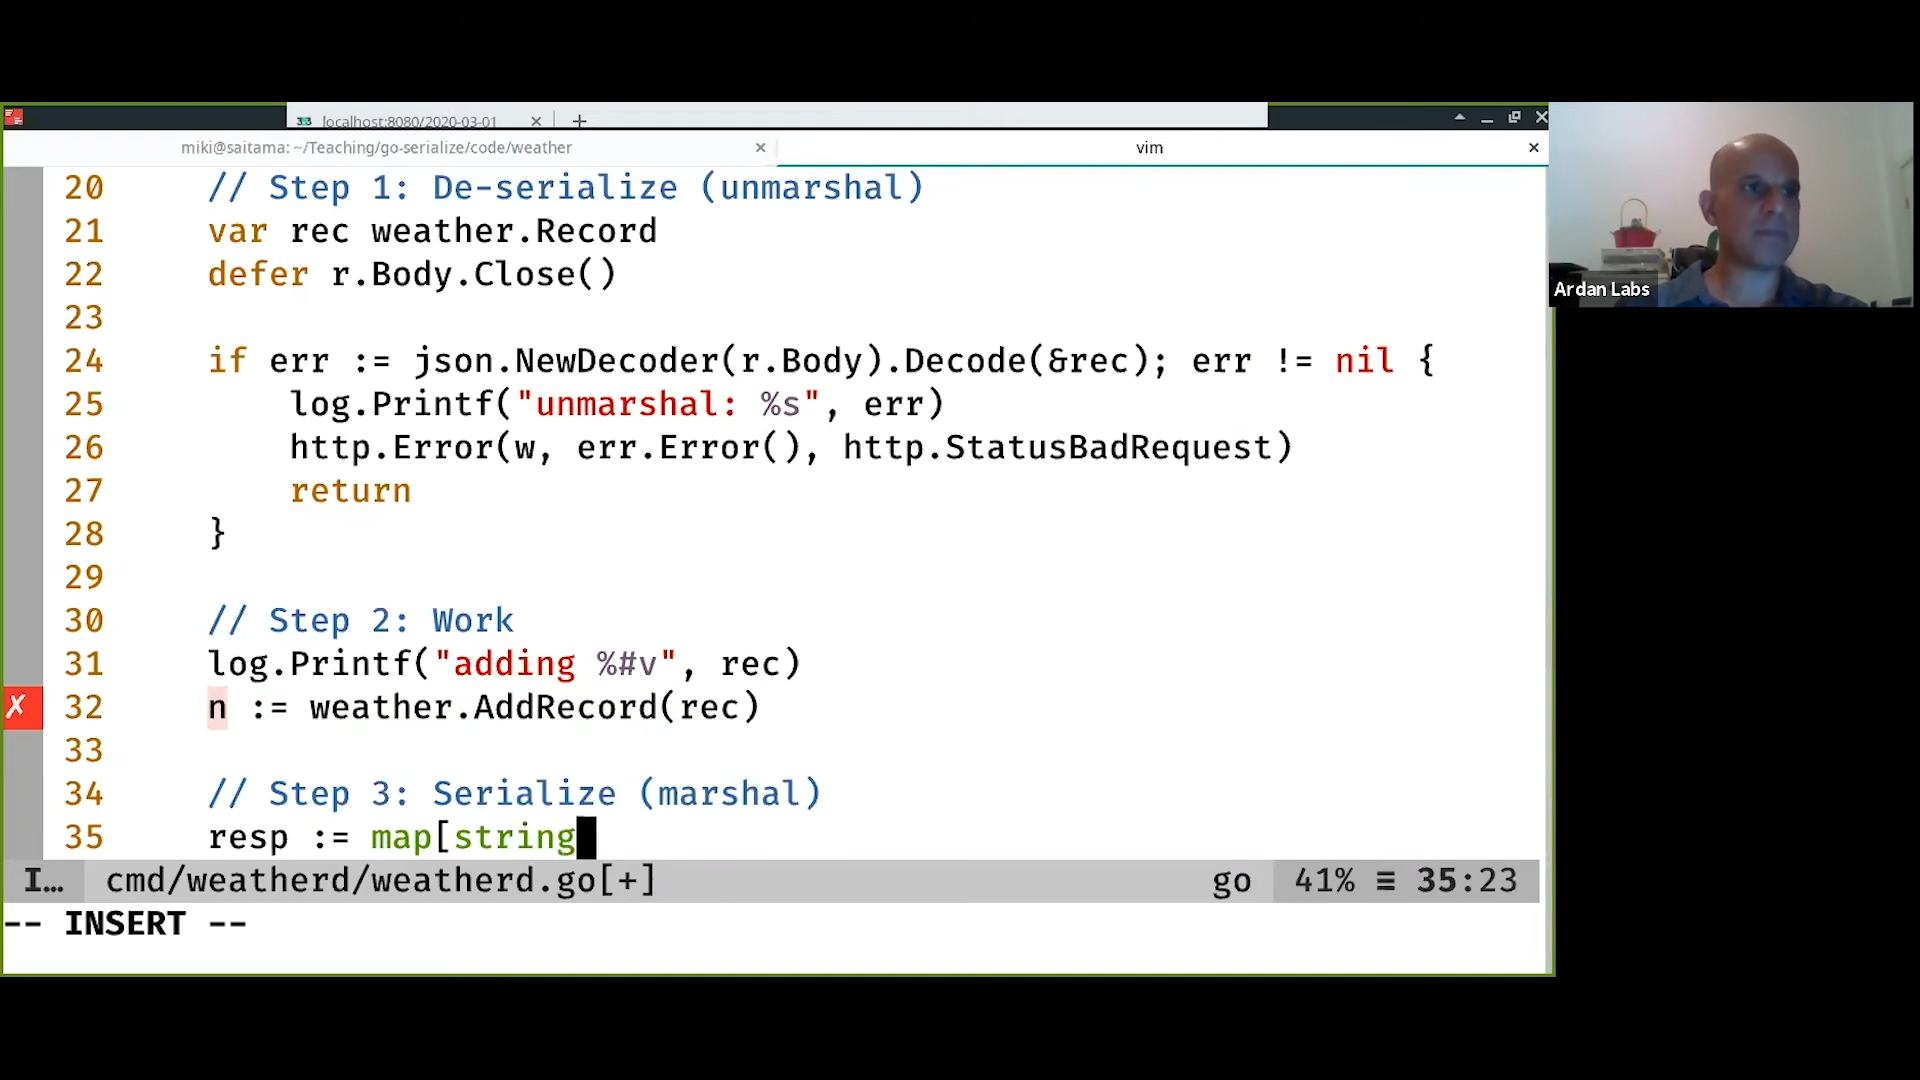 localhost:8080/2020-03-01
miki@saitama: ~/Teaching/go-serialize/code/weather
vim
20 // Step 1: De-serialize (unmarshal)
21 var rec weather.Record
22 defer r.Body.Close()
23
24 if err := json.NewDecoder(r.Body).Decode(&rec); err != nil {
25 log.Printf("unmarshal: %s", err)
26 http.Error(w, err.Error(), http.StatusBadRequest)
27 return
28 }
29
30 // Step 2: Work
31 log.Printf("adding %#v", rec)
✗ 32 n := weather.AddRecord(rec)
33
34 // Step 3: Serialize (marshal)
35 resp := map[string
I… cmd/weatherd/weatherd.go[+] go 41% ≡ 35:23
-- INSERT --
Ardan Labs